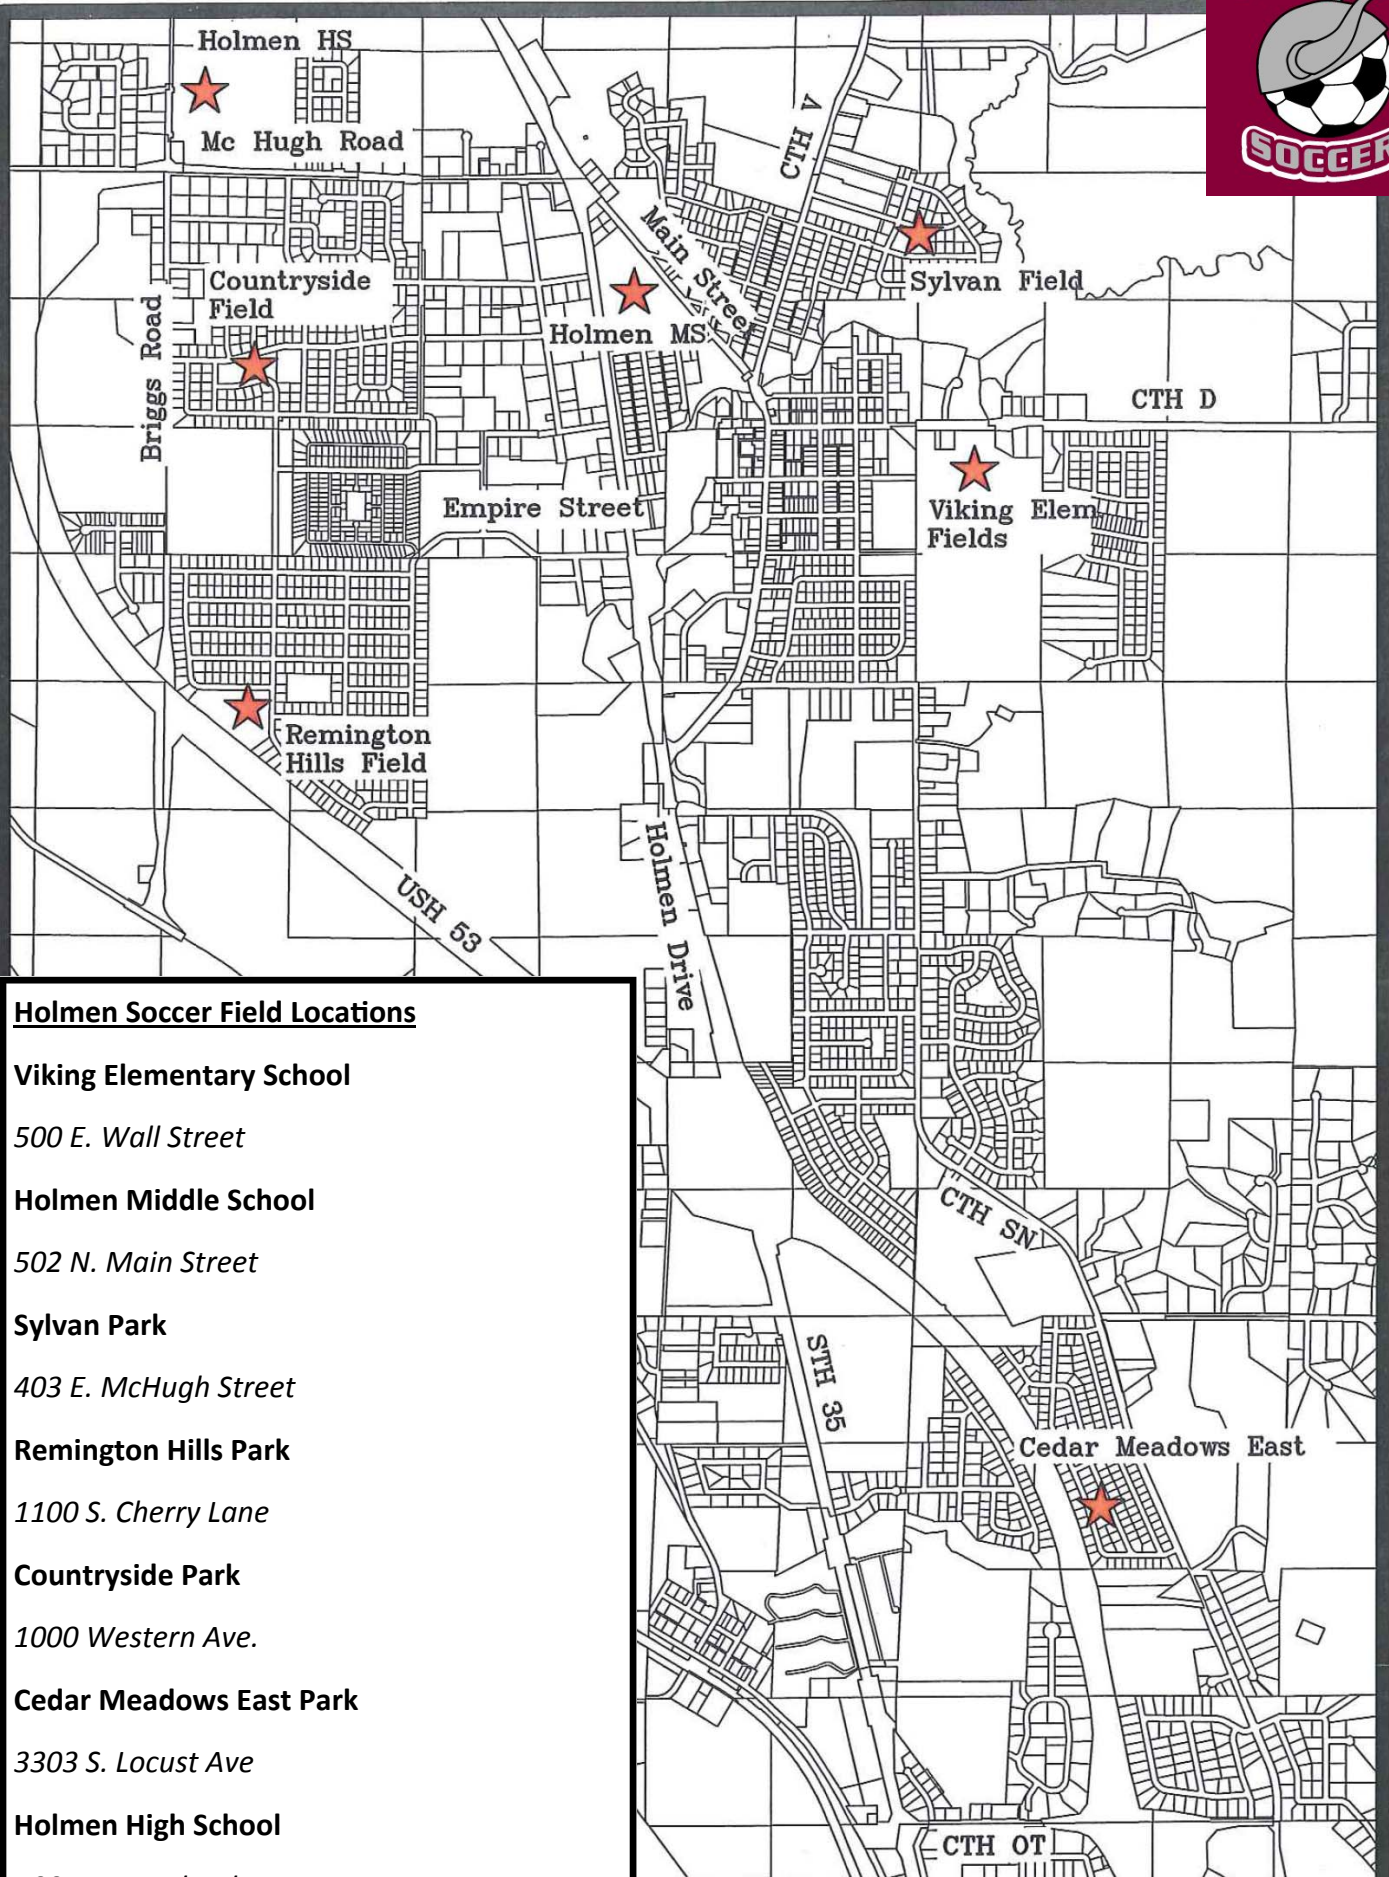 Holmen HS
Mc Hugh Road
CTH V
SOCCER
Main Street
Countryside
Field
Sylvan Field
Briggs Road
Holmen MS
CTH D
Empire Street
Viking Elem
Fields
Remington
Hills Field
Holmen Drive
USH 53
Holmen Soccer Field Locations
Viking Elementary School
500 E. Wall Street
Holmen Middle School
502 N. Main Street
Sylvan Park
403 E. McHugh Street
Remington Hills Park
1100 S. Cherry Lane
Countryside Park
1000 Western Ave.
Cedar Meadows East Park
3303 S. Locust Ave
Holmen High School
CTH SN
STH 35
Cedar Meadows East
CTH OT